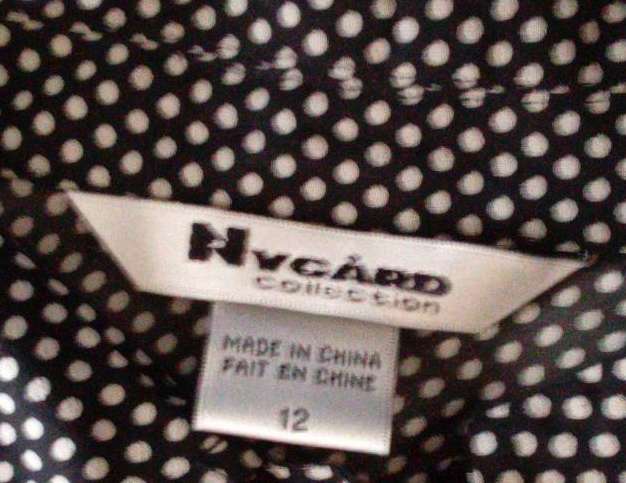 NYGÅRD
collection
MADE IN CHINA
FAIT EN CHINE
12